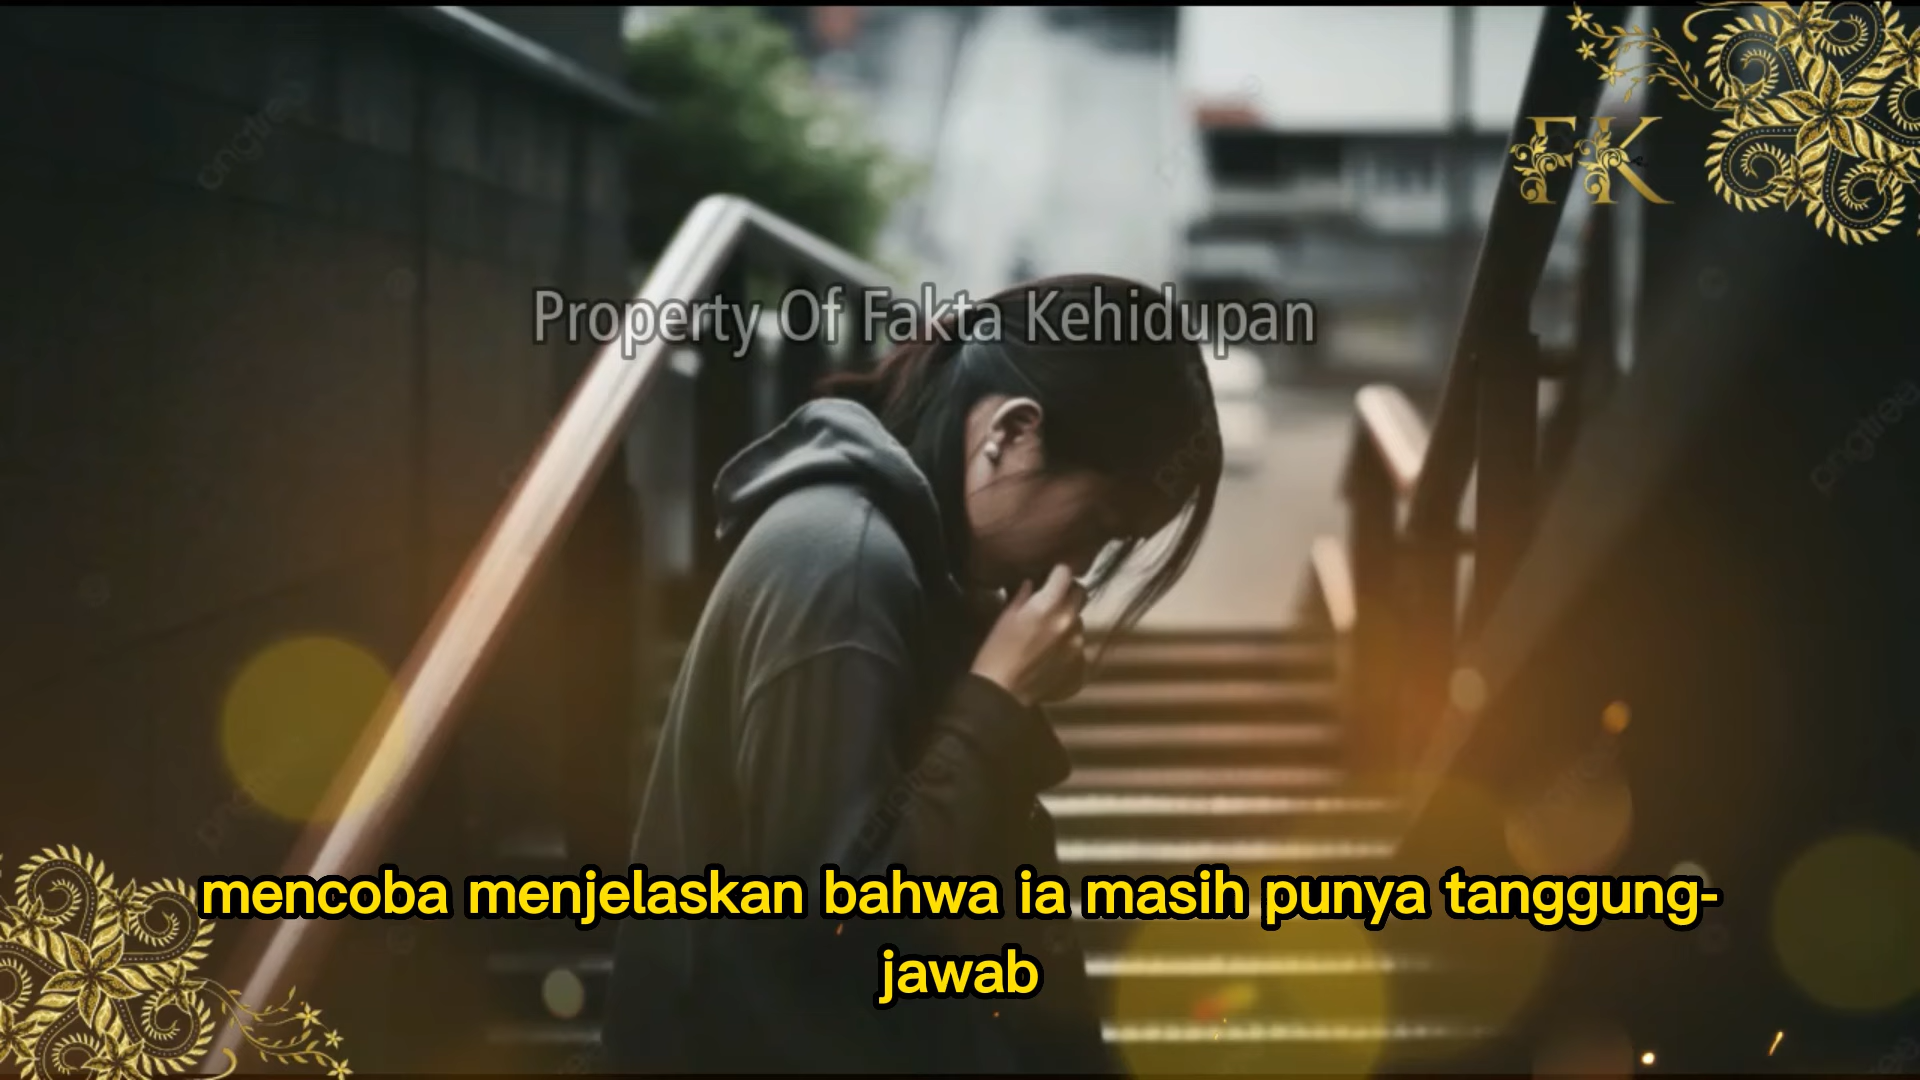 FK
Property Of Fakta Kehidupan
mencoba menjelaskan bahwa ia masih punya tanggung-
jawab